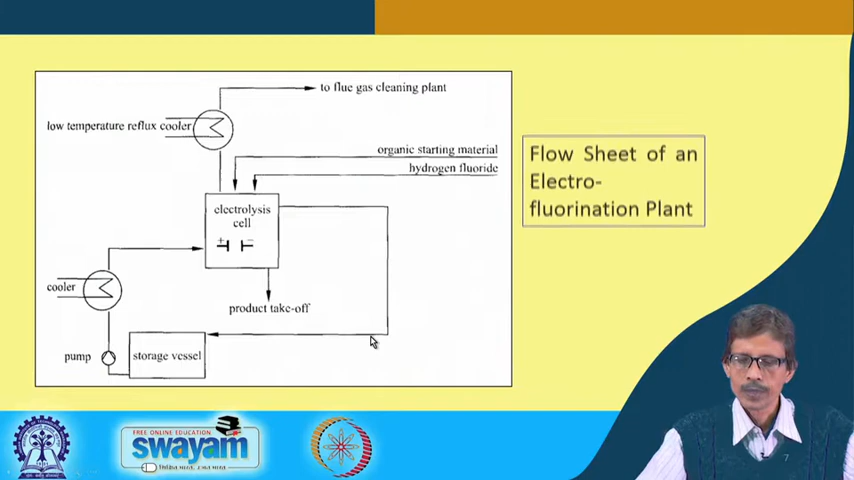 to flue gas cleaning plant
low temperature reflux cooler
organic starting material
hydrogen fluoride
electrolysis
cell
+ −
cooler
product take-off
pump
storage vessel
Flow Sheet of an
Electro-
fluorination Plant
FREE ONLINE EDUCATION
swayam
7